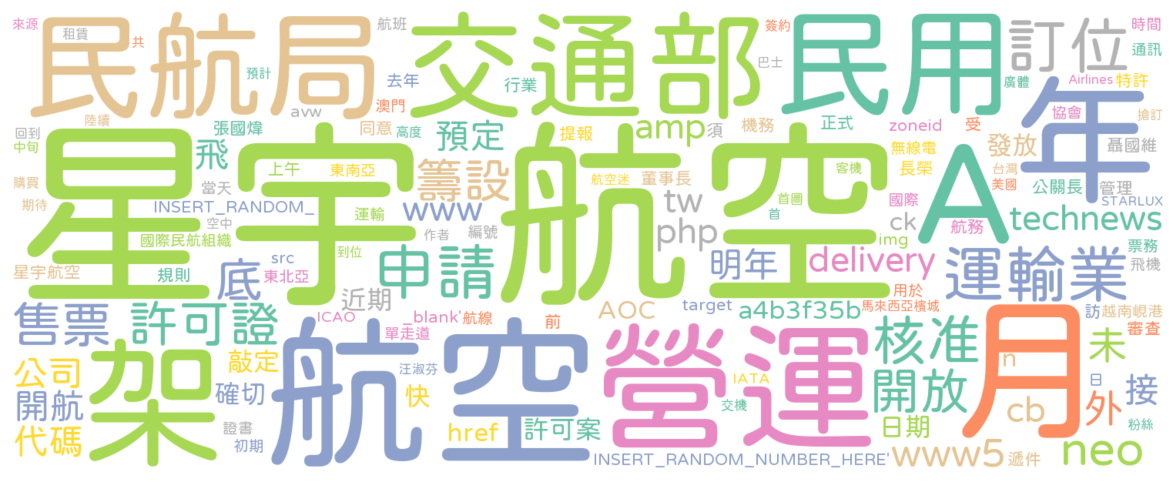 來源
租賃
共
航班
民航局
交通部
民用
訂位
時間
簽約
巴士
通訊
預計
去年
行業
廣體
Airlines
特許
陸續
avw
澳門
張國煒
同意
高度
預定
提報
amp
須
機務
正式
zoneid
受
協會
搶訂
年
回到
中旬
飛
上午
東南亞
籌設
航空迷
董事長
客機
無線電
長榮
發放
台灣
美國
聶國維
公關長
管理
購買
期待
當天
星宇
航空
A
INSERT_RANDOM_
空中
運輸
www
作者
編號
tw
php
首圈
首
國際
ck
航務
STARLUX
technews
國際民航組織
到位
img
票務
飛機
星宇航空
規則
src
東北亞
底
申請
近期
明年
delivery
用於
運輸業
售票
許可證
ICAO
_blank'
航線
單走道
前
AOC
target
a4b3f35b
馬來西亞檳城
訪
越南峴港
審查
架
航空
營運
核准
月
未
公司
開航
代碼
敲定
確切
汪淑芬
快
IATA
交機
開放
n
日
接
cb
外
粉絲
證書
初期
href
許可案
日期
INSERT_RANDOM_NUMBER_HERE'
www5
遞件
neo